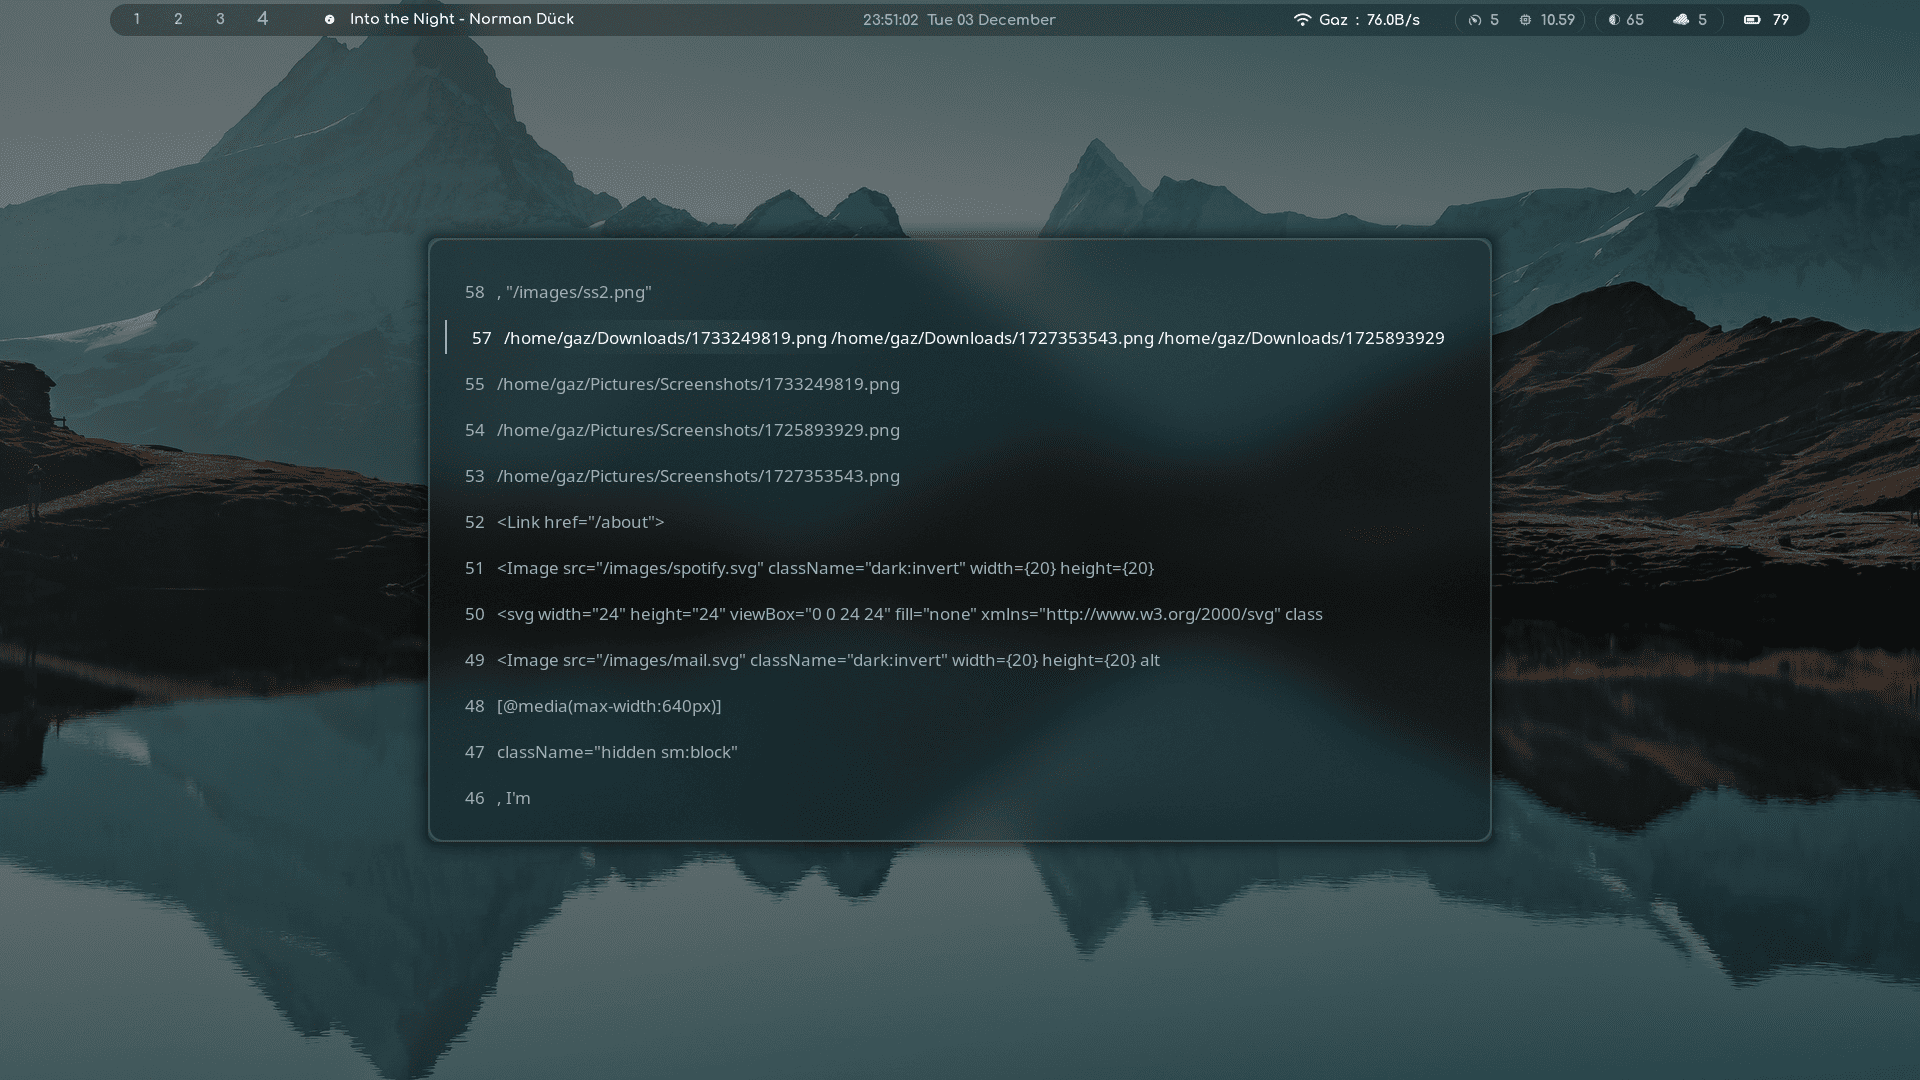 1 2 3 4 Into the Night - Norman Dück 23:51:02 Tue 03 December Gaz : 76.0B/s 5 10.59 65 5 79
58 , "/images/ss2.png"
57 /home/gaz/Downloads/1733249819.png /home/gaz/Downloads/1727353543.png /home/gaz/Downloads/1725893929
55 /home/gaz/Pictures/Screenshots/1733249819.png
54 /home/gaz/Pictures/Screenshots/1725893929.png
53 /home/gaz/Pictures/Screenshots/1727353543.png
52 <Link href="/about">
51 <Image src="/images/spotify.svg" className="dark:invert" width={20} height={20}
50 <svg width="24" height="24" viewBox="0 0 24 24" fill="none" xmlns="http://www.w3.org/2000/svg" class
49 <Image src="/images/mail.svg" className="dark:invert" width={20} height={20} alt
48 [@media(max-width:640px)]
47 className="hidden sm:block"
46 , I'm